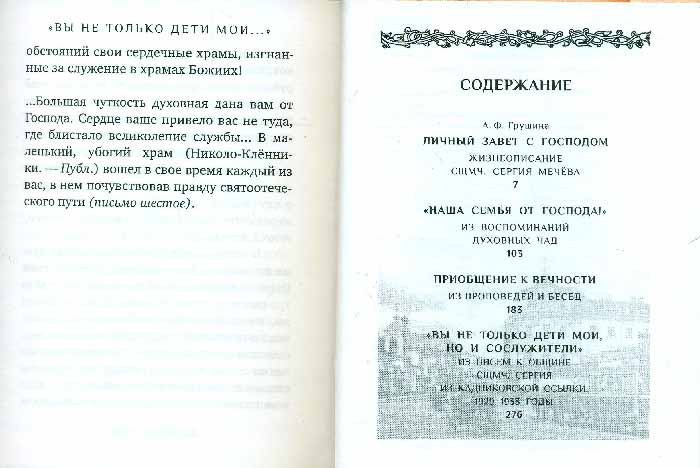 «ВЫ НЕ ТОЛЬКО ДЕТИ МОИ...»
обстояний свои сердечные храмы, изгнан-
ные за служение в храмах Божиих!
...Большая чуткость духовная дана вам от
Господа. Сердце ваше привело вас не туда,
где блистало великолепие службы... В ма-
ленький, убогий храм (Николо-Клённи-
ки. — Публ.) вошел в свое время каждый из
вас, в нем почувствовав правду святоотече-
ского пути (письмо шестое).
СОДЕРЖАНИЕ
А. Ф. Грушина
ЛИЧНЫЙ ЗАВЕТ С ГОСПОДОМ
ЖИЗНЕОПИСАНИЕ
СЩМЧ. СЕРГИЯ МЕЧЁВА
7
«НАША СЕМЬЯ ОТ ГОСПОДА!»
ИЗ ВОСПОМИНАНИЙ
ДУХОВНЫХ ЧАД
103
ПРИОБЩЕНИЕ К ВЕЧНОСТИ
ИЗ ПРОПОВЕДЕЙ И БЕСЕД
183
«ВЫ НЕ ТОЛЬКО ДЕТИ МОИ,
НО И СОСЛУЖИТЕЛИ»
ИЗ ПИСЕМ К ОБЩИНЕ
СЩМЧ. СЕРГИЯ
ИЗ КАДНИКОВСКОЙ ССЫЛКИ
ГОДЫ
276